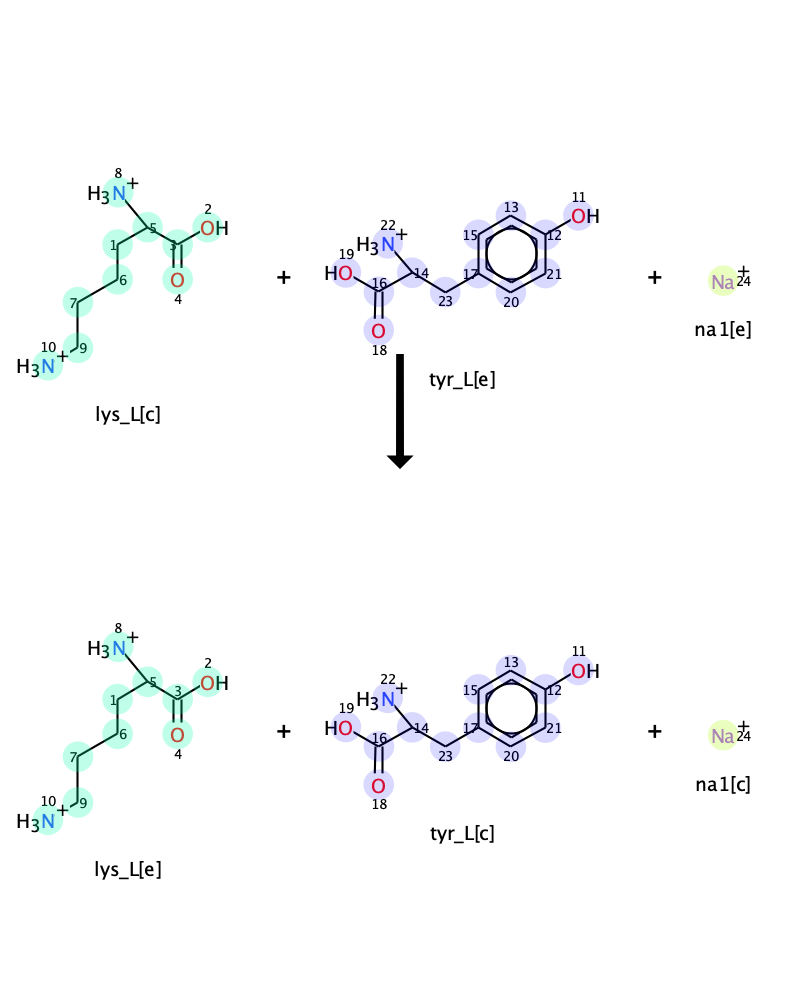 8
H3N+
2
5
1
3
OH
O
4
6
7
10
H3N+
9
lys_L[c]
+
11
13
OH
22
H3N+
15
12
19
HO
14
17
21
16
23
20
O
18
tyr_L[e]
+
Na+
24
na1[e]
8
H3N+
2
5
1
3
OH
O
4
6
7
10
H3N+
9
lys_L[e]
+
11
13
OH
22
H3N+
15
12
19
HO
14
17
21
16
23
20
O
18
tyr_L[c]
+
Na+
24
na1[c]